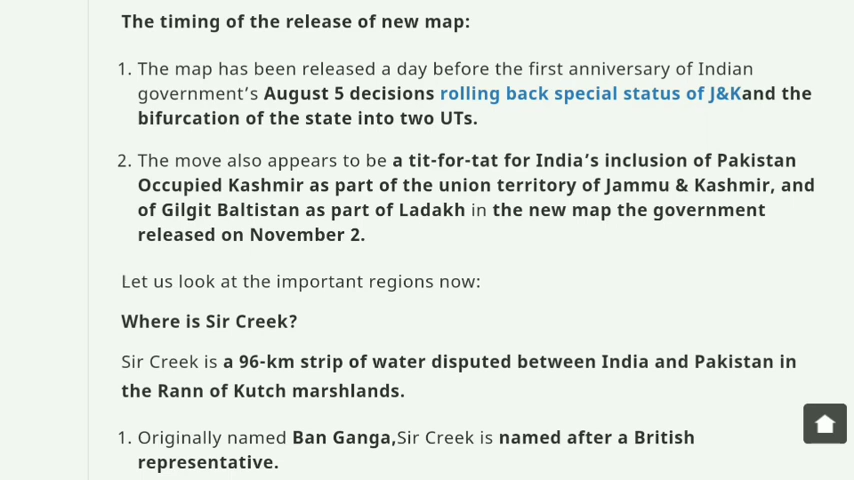 The timing of the release of new map:
1. The map has been released a day before the first anniversary of Indian
government’s August 5 decisions rolling back special status of J&Kand the
bifurcation of the state into two UTs.
2. The move also appears to be a tit-for-tat for India’s inclusion of Pakistan
Occupied Kashmir as part of the union territory of Jammu & Kashmir, and
of Gilgit Baltistan as part of Ladakh in the new map the government
released on November 2.
Let us look at the important regions now:
Where is Sir Creek?
Sir Creek is a 96-km strip of water disputed between India and Pakistan in
the Rann of Kutch marshlands.
1. Originally named Ban Ganga,Sir Creek is named after a British
representative.